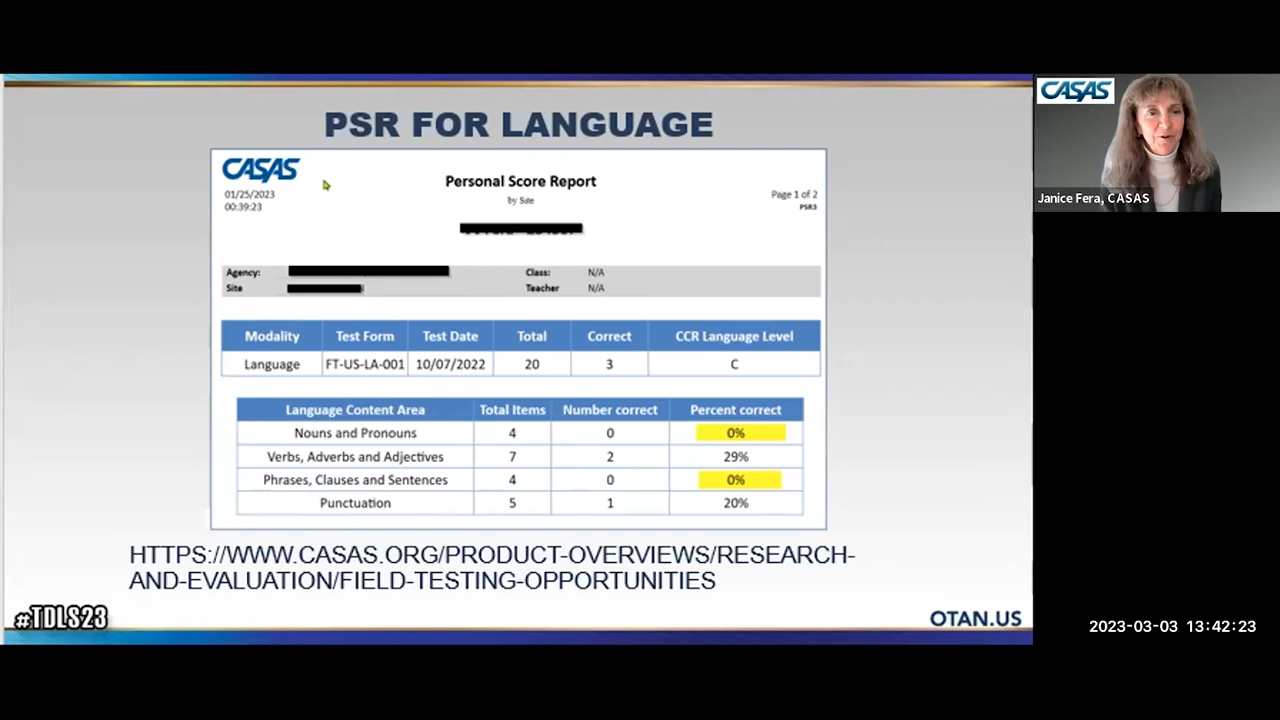 PSR FOR LANGUAGE
CASAS
Personal Score Report
01/25/2023
by Site
Page 1 of 2
00:39:23
PSR3
Agency: Class: N/A
Site Teacher N/A
Modality Test Form Test Date Total Correct CCR Language Level
Language FT-US-LA-001 10/07/2022 20 3 C
Language Content Area Total Items Number correct Percent correct
Nouns and Pronouns 4 0 0%
Verbs, Adverbs and Adjectives 7 2 29%
Phrases, Clauses and Sentences 4 0 0%
Punctuation 5 1 20%
HTTPS://WWW.CASAS.ORG/PRODUCT-OVERVIEWS/RESEARCH-
AND-EVALUATION/FIELD-TESTING-OPPORTUNITIES
#TDLS23
OTAN.US
CASAS
Janice Fera, CASAS
2023-03-03 13:42:23